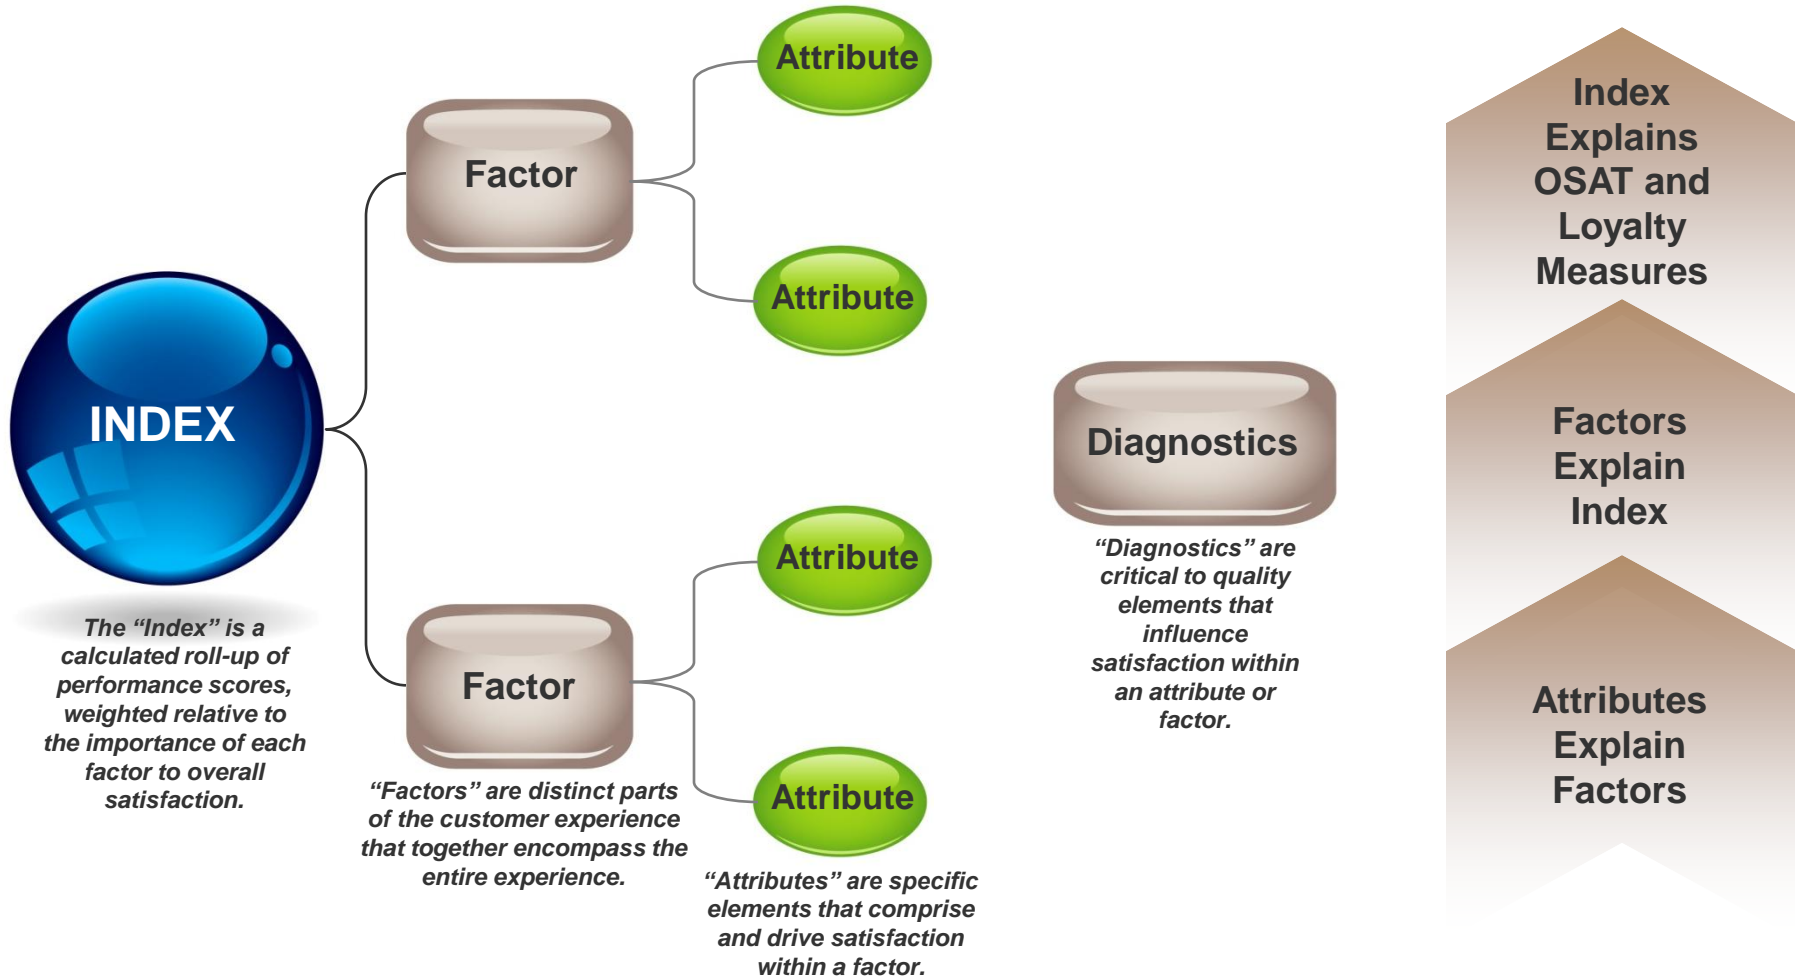 INDEX
The “Index” is a
calculated roll-up of
performance scores,
weighted relative to
the importance of each
factor to overall
satisfaction.
Factor
Factor
“Factors” are distinct parts
of the customer experience
that together encompass the
entire experience.
Attribute
Attribute
Attribute
Attribute
“Attributes” are specific
elements that comprise
and drive satisfaction
within a factor.
Diagnostics
“Diagnostics” are
critical to quality
elements that
influence
satisfaction within
an attribute or
factor.
Index
Explains
OSAT and
Loyalty
Measures
Factors
Explain
Index
Attributes
Explain
Factors